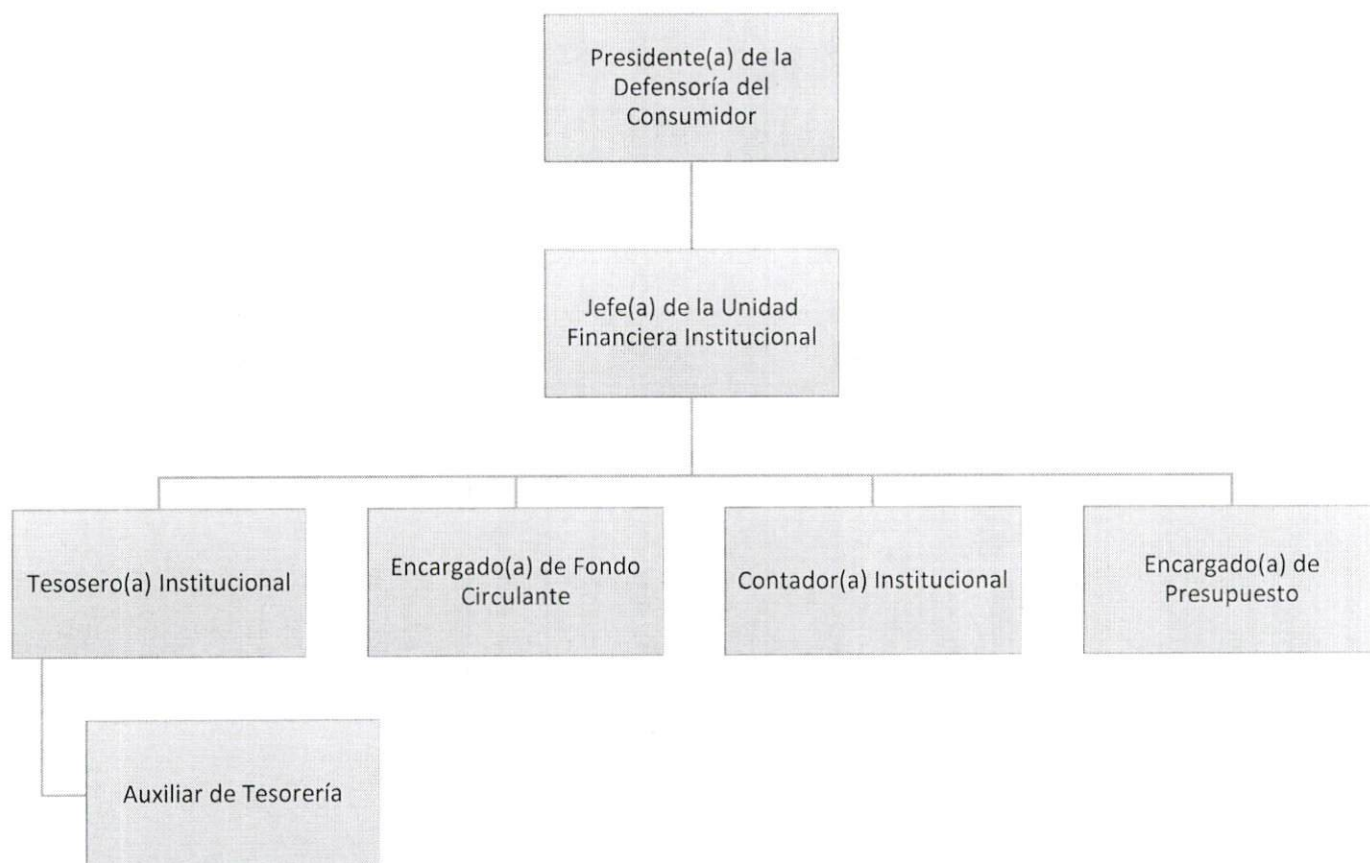 Presidente(a) de la
Defensoría del
Consumidor
Jefe(a) de la Unidad
Financiera Institucional
Tesosero(a) Institucional
Encargado(a) de Fondo
Circulante
Contador(a) Institucional
Encargado(a) de
Presupuesto
Auxiliar de Tesorería